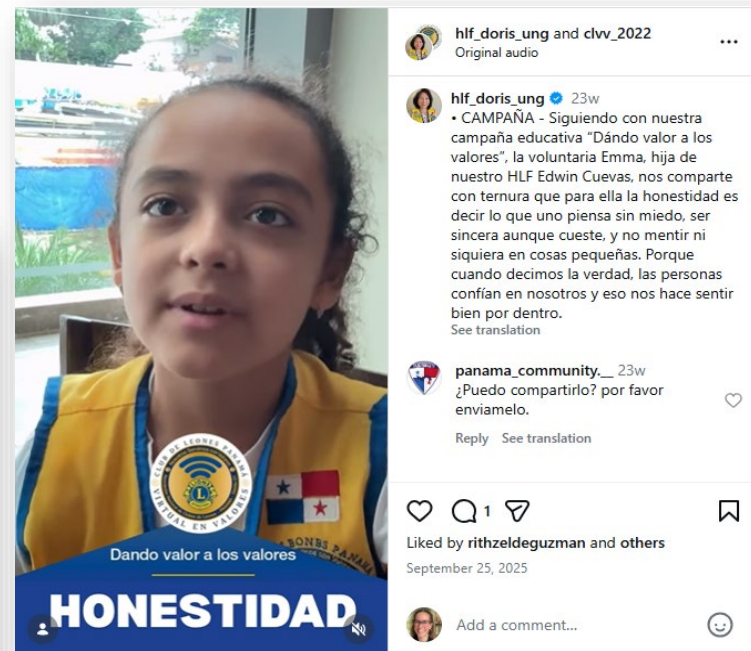 hlf_doris_ung and clvv_2022
Original audio
hlf_doris_ung 23w
• CAMPAÑA - Siguiendo con nuestra
campaña educativa “Dándo valor a los
valores”, la voluntaria Emma, hija de
nuestro HLF Edwin Cuevas, nos comparte
con ternura que para ella la honestidad es
decir lo que uno piensa sin miedo, ser
sincera aunque cueste, y no mentir ni
siquiera en cosas pequeñas. Porque
cuando decimos la verdad, las personas
confían en nosotros y eso nos hace sentir
bien por dentro.
See translation
panama_community.__ 23w
¿Puedo compartirlo? por favor
enviamelo.
Reply See translation
1
Liked by rithzeldeguzman and others
September 25, 2025
Add a comment...
CLUB DE LEONES PANAMÁ
VIRTUAL EN VALORES
L
Dando valor a los valores
HONESTIDAD